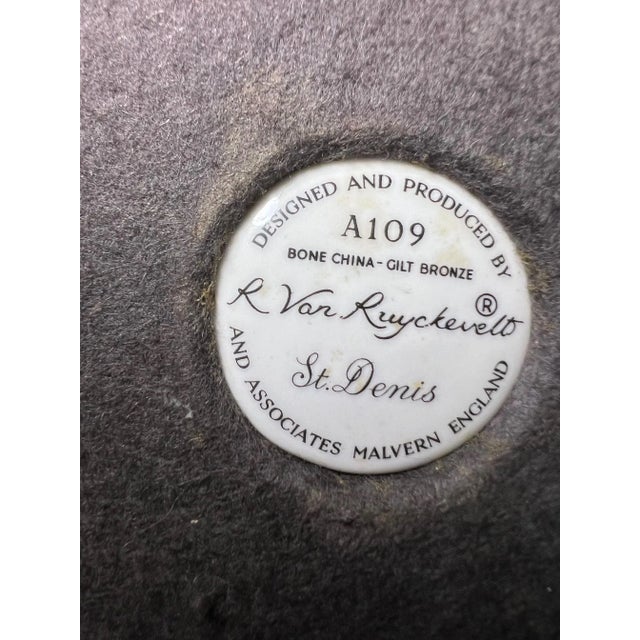 DESIGNED AND PRODUCED BY
A109
BONE CHINA - GILT BRONZE
R Van Ruyckevelt ®
St. Denis
AND ASSOCIATES MALVERN ENGLAND